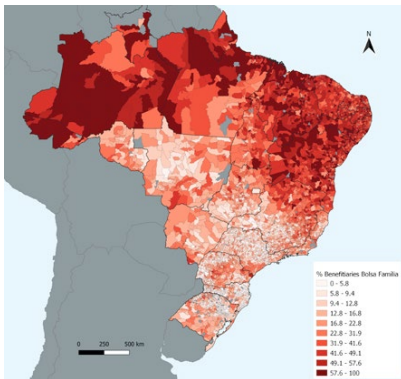 N
% Benefitiaries Bolsa Familia
0 - 5.8
5.8 - 9.4
9.4 - 12.8
12.8 - 16.8
16.8 - 22.8
22.8 - 31.9
31.9 - 41.6
41.6 - 49.1
49.1 - 57.6
57.6 - 100
0 250 500 km